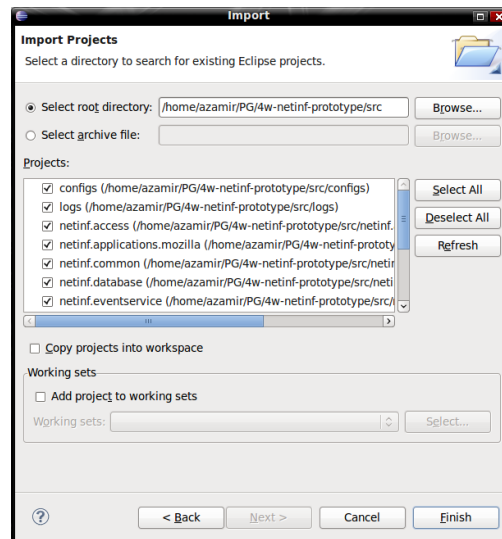 Import
Import Projects
Select a directory to search for existing Eclipse projects.
Select root directory: /home/azamir/PG/4w-netinf-prototype/src Browse...
Select archive file: Browse...
Projects:
configs (/home/azamir/PG/4w-netinf-prototype/src/configs)
logs (/home/azamir/PG/4w-netinf-prototype/src/logs)
netinf.access (/home/azamir/PG/4w-netinf-prototype/src/netinf.
netinf.applications.mozilla (/home/azamir/PG/4w-netinf-prototy
netinf.common (/home/azamir/PG/4w-netinf-prototype/src/netin
netinf.database (/home/azamir/PG/4w-netinf-prototype/src/neti
netinf.eventservice (/home/azamir/PG/4w-netinf-prototype/src/
Select All
Deselect All
Refresh
Copy projects into workspace
Working sets
Add project to working sets
Working sets: Select...
? < Back Next > Cancel Finish